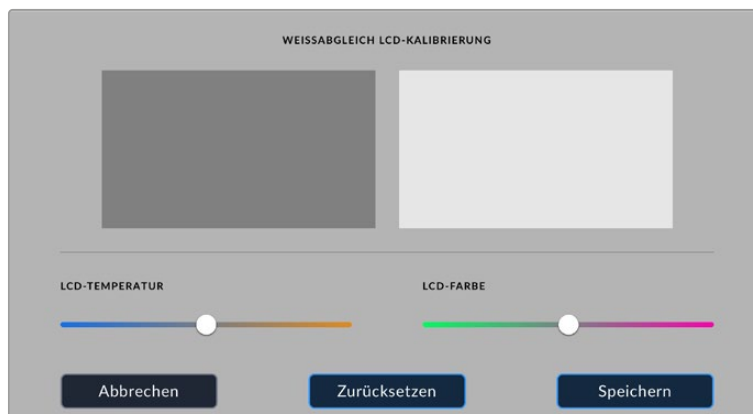 WEISSABGLEICH LCD-KALIBRIERUNG
LCD-TEMPERATUR
LCD-FARBE
Abbrechen
Zurücksetzen
Speichern